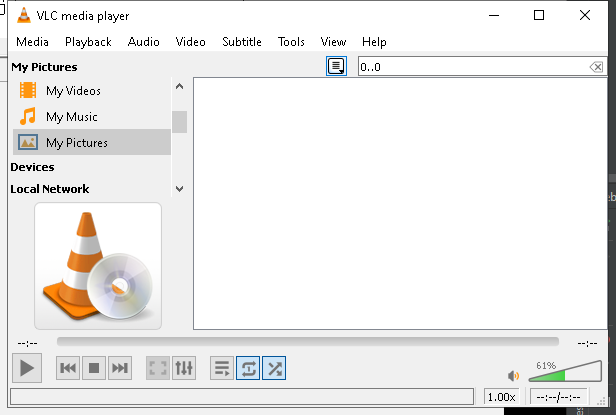 VLC media player
Media Playback Audio Video Subtitle Tools View Help
My Pictures
0..0
My Videos
My Music
My Pictures
Devices
Local Network
--:-- --:--
61%
1.00x --:--/--:--